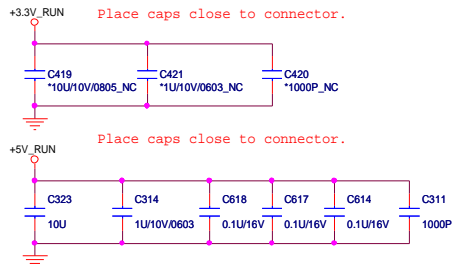 +3.3V_RUN
Place caps close to connector.
C419
*10U/10V/0805_NC
C421
*1U/10V/0603_NC
C420
*1000P_NC
Place caps close to connector.
+5V_RUN
C323
10U
C314
1U/10V/0603
C618
0.1U/16V
C617
0.1U/16V
C614
0.1U/16V
C311
1000P